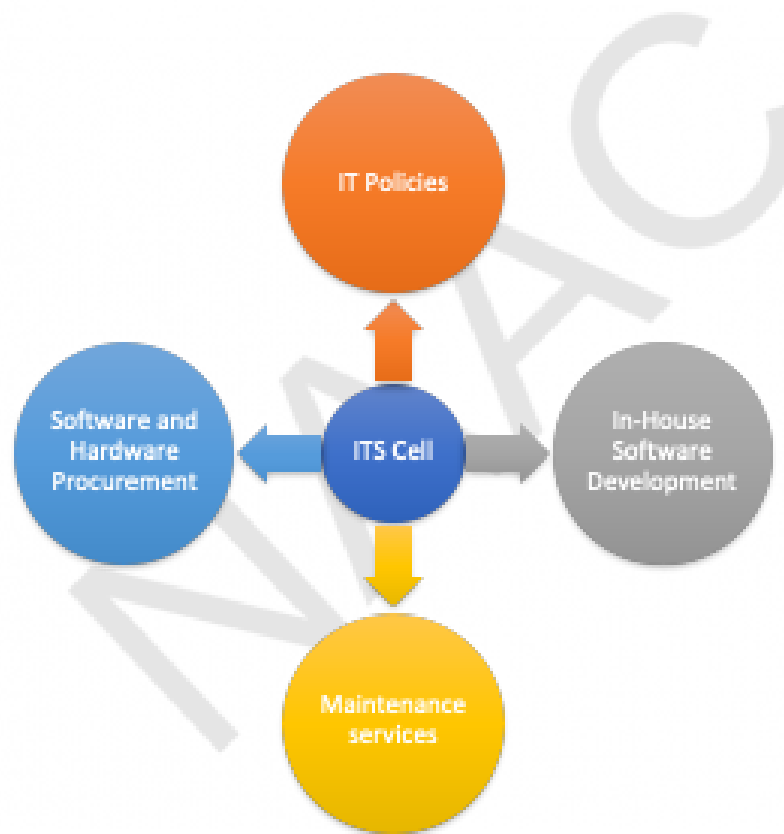 IT Policies
Software and
Hardware
Procurement
ITS Cell
In-House
Software
Development
Maintenance
services
NAAC